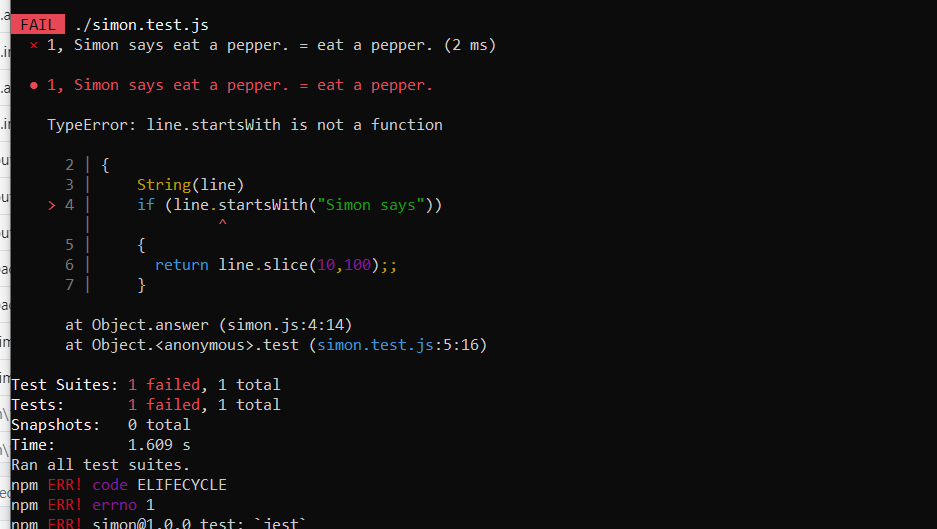 FAIL ./simon.test.js
× 1, Simon says eat a pepper. = eat a pepper. (2 ms)
● 1, Simon says eat a pepper. = eat a pepper.
TypeError: line.startsWith is not a function
2 | {
3 |     String(line)
> 4 |     if (line.startsWith("Simon says"))
|              ^
5 |     {
6 |       return line.slice(10,100);;
7 |     }
at Object.answer (simon.js:4:14)
at Object.<anonymous>.test (simon.test.js:5:16)
Test Suites: 1 failed, 1 total
Tests:       1 failed, 1 total
Snapshots:   0 total
Time:        1.609 s
Ran all test suites.
npm ERR! code ELIFECYCLE
npm ERR! errno 1
npm ERR! simon@1.0.0 test: `jest`